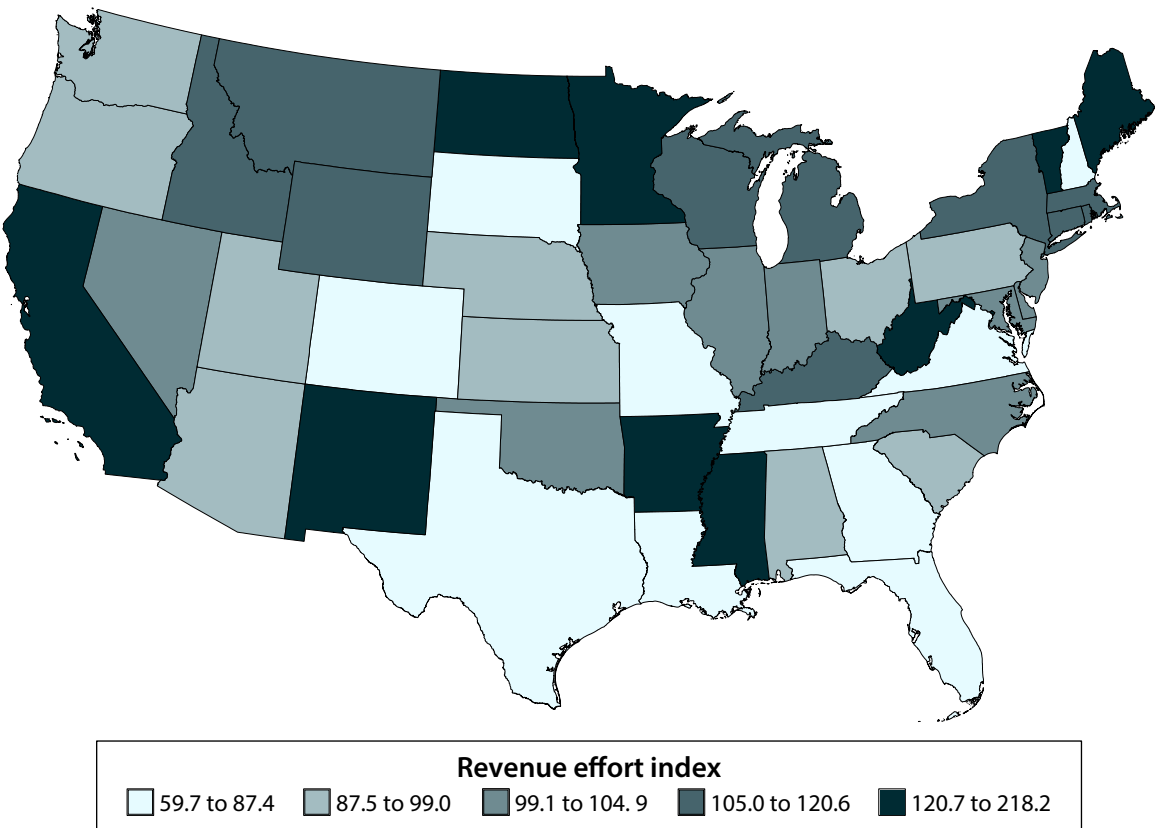 Revenue effort index
59.7 to 87.4 87.5 to 99.0 99.1 to 104. 9 105.0 to 120.6 120.7 to 218.2